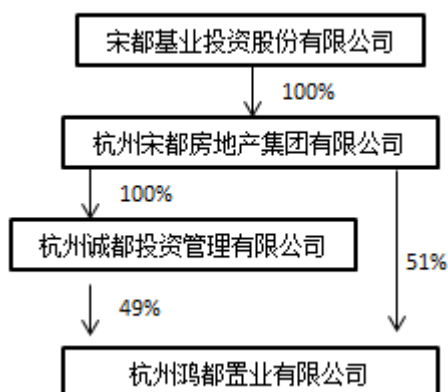 宋都基业投资股份有限公司
100%
杭州宋都房地产集团有限公司
100%
杭州诚都投资管理有限公司
51%
49%
杭州鸿都置业有限公司